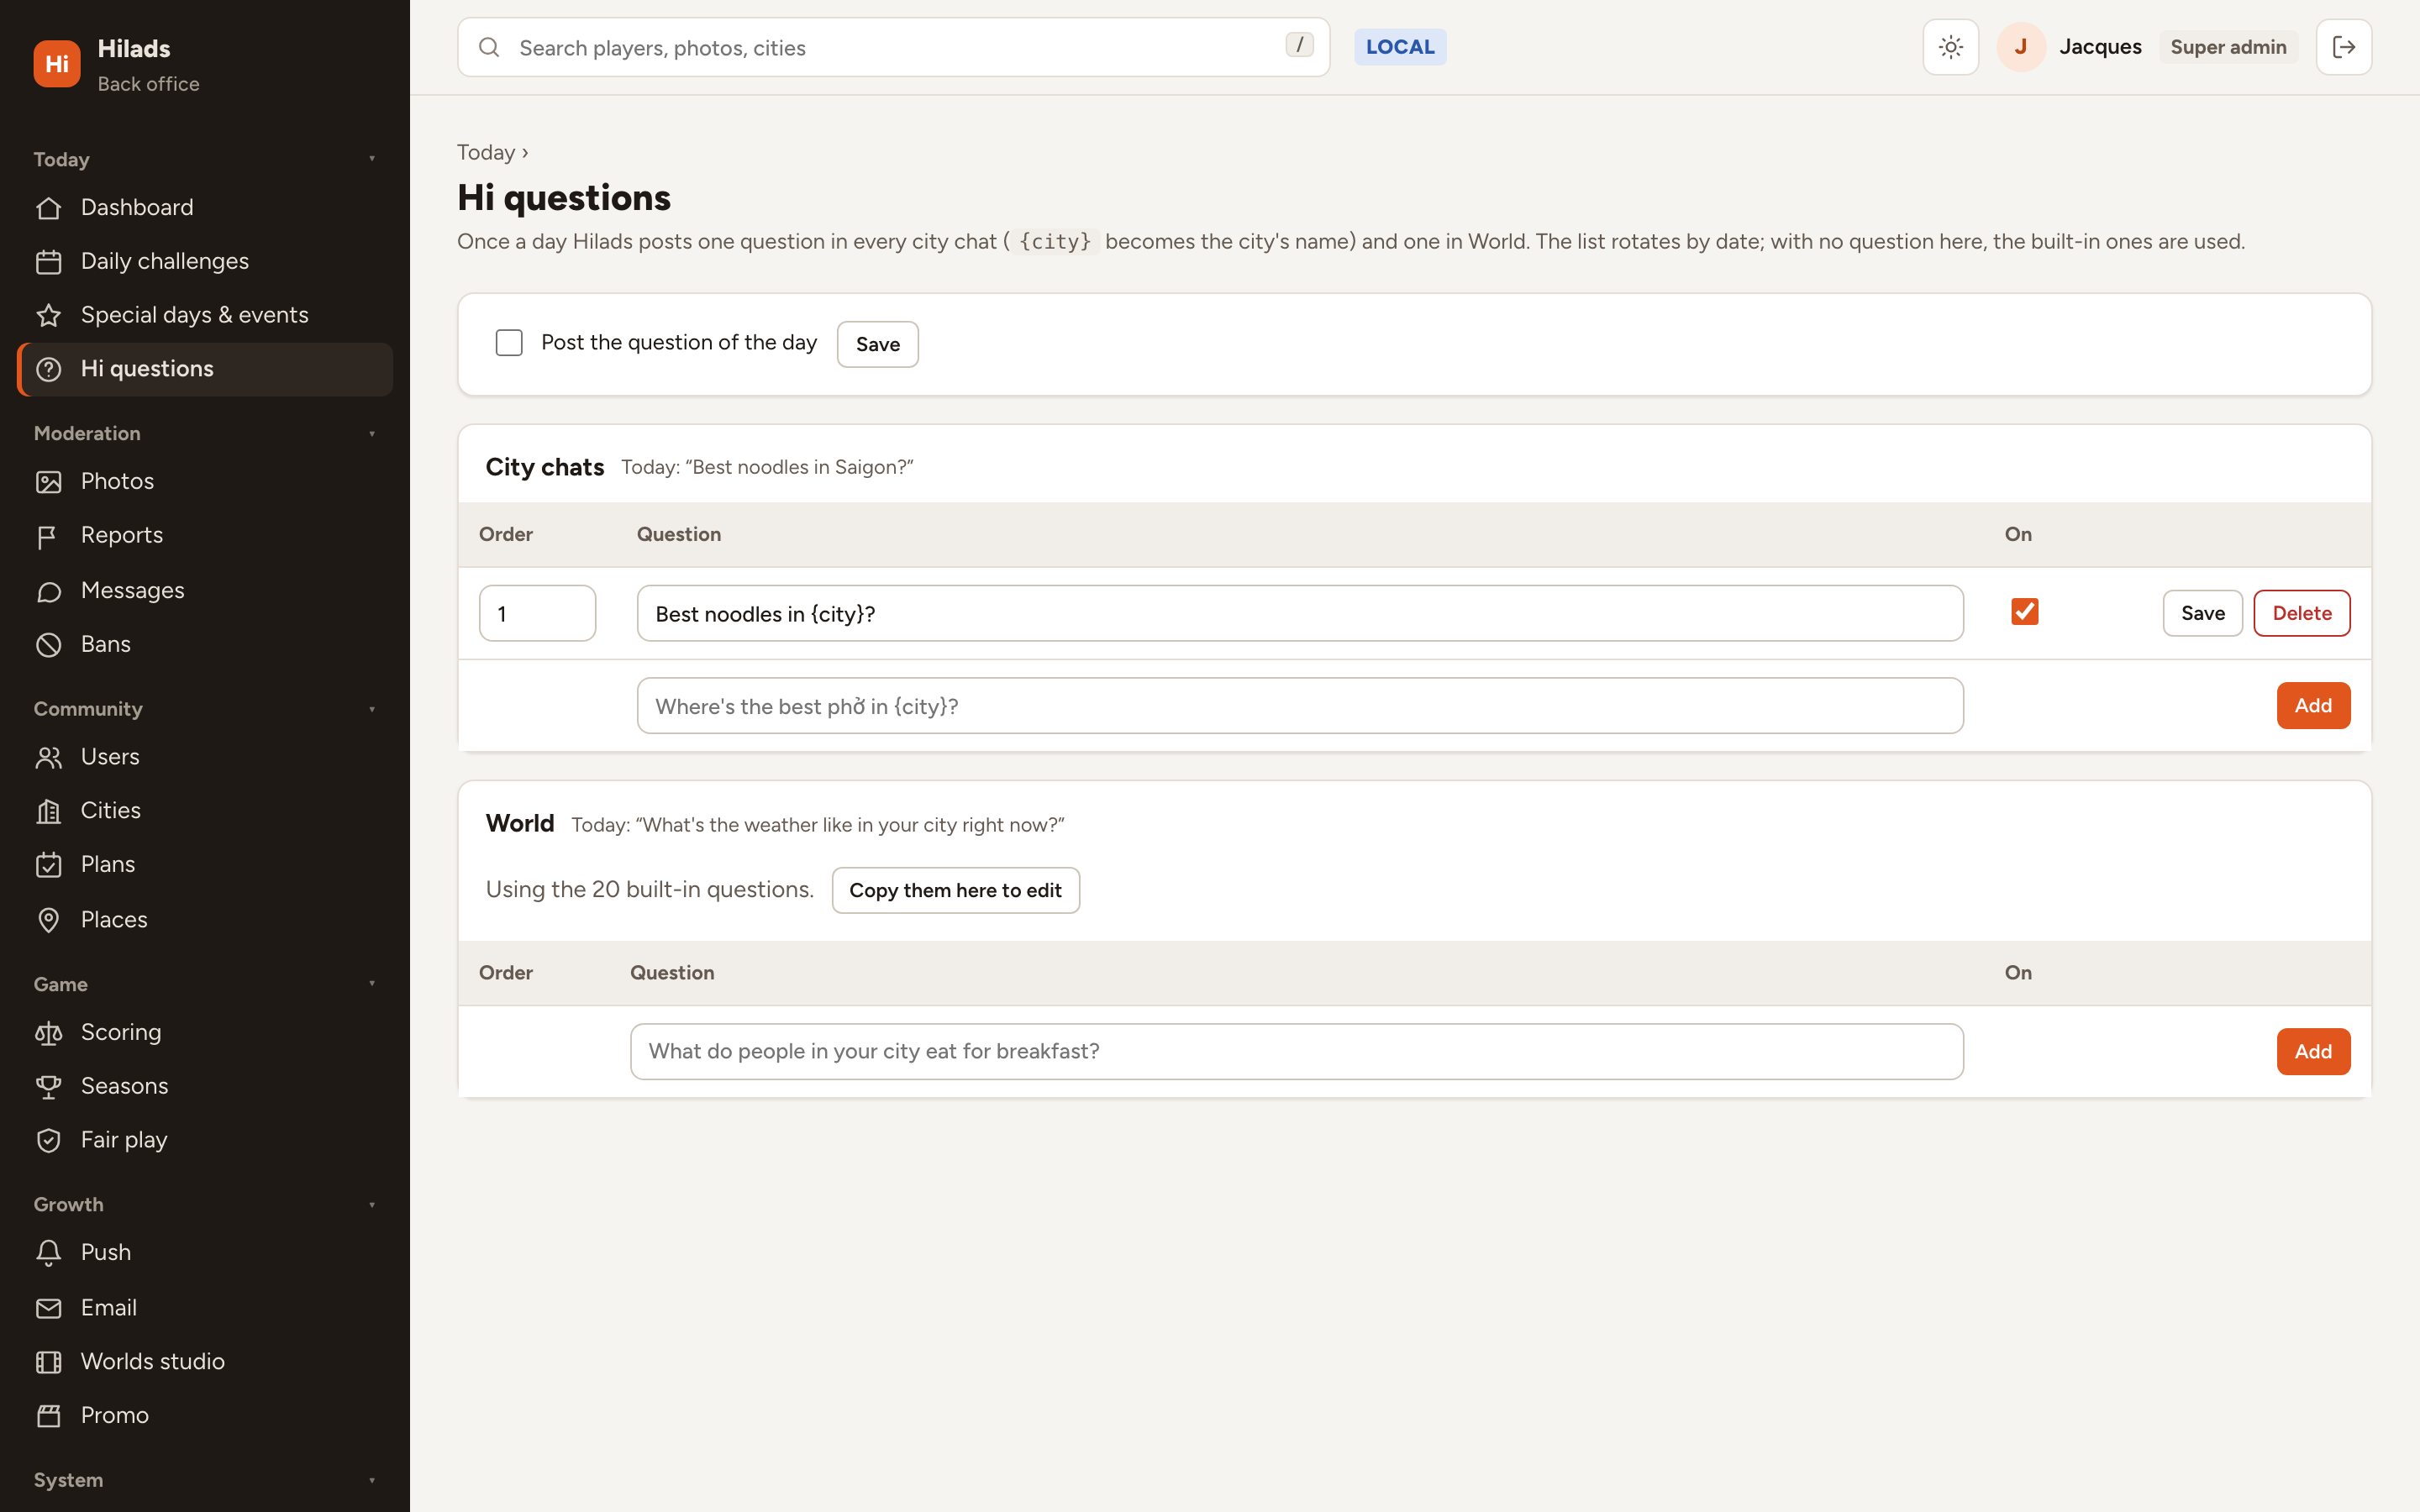 Hi
Hilads
Back office
Search players, photos, cities
/
LOCAL
J
Jacques
Super admin
Today
Dashboard
Daily challenges
Special days & events
Hi questions
Moderation
Photos
Reports
Messages
Bans
Community
Users
Cities
Plans
Places
Game
Scoring
Seasons
Fair play
Growth
Push
Email
Worlds studio
Promo
System
Today ›
Hi questions
Once a day Hilads posts one question in every city chat ( {city} becomes the city's name) and one in World. The list rotates by date; with no question here, the built-in ones are used.
Post the question of the day
Save
City chats Today: “Best noodles in Saigon?”
Order Question On
1 Best noodles in {city}? Save Delete
Where's the best phở in {city}? Add
World Today: “What's the weather like in your city right now?”
Using the 20 built-in questions. Copy them here to edit
Order Question On
What do people in your city eat for breakfast? Add